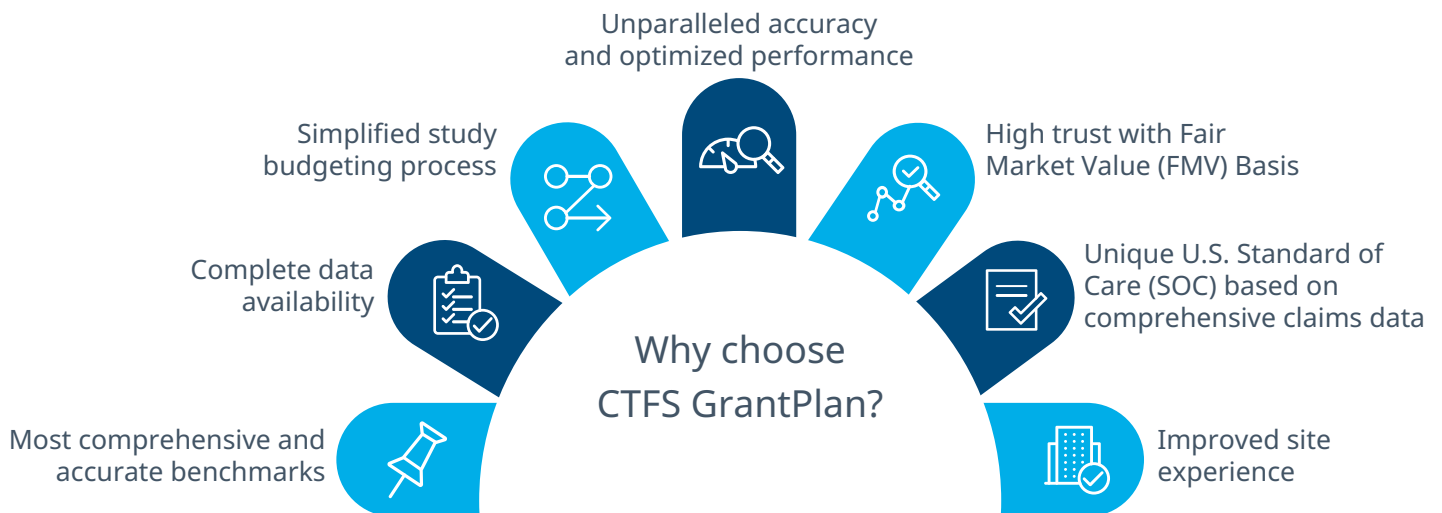 Unparalleled accuracy
and optimized performance
Simplified study
budgeting process
High trust with Fair
Market Value (FMV) Basis
Complete data
availability
Unique U.S. Standard of
Care (SOC) based on
comprehensive claims data
Why choose
CTFS GrantPlan?
Most comprehensive and
accurate benchmarks
Improved site
experience